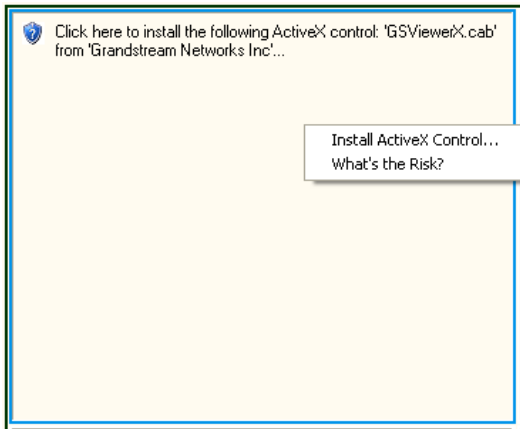 Click here to install the following ActiveX control: 'GSViewerX.cab'
from 'Grandstream Networks Inc'...
Install ActiveX Control...
What's the Risk?